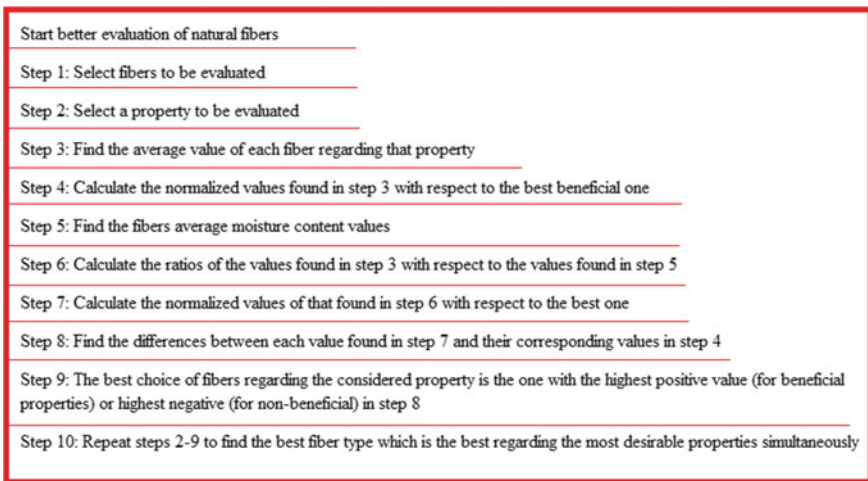 Start better evaluation of natural fibers
Step 1: Select fibers to be evaluated
Step 2: Select a property to be evaluated
Step 3: Find the average value of each fiber regarding that property
Step 4: Calculate the normalized values found in step 3 with respect to the best beneficial one
Step 5: Find the fibers average moisture content values
Step 6: Calculate the ratios of the values found in step 3 with respect to the values found in step 5
Step 7: Calculate the normalized values of that found in step 6 with respect to the best one
Step 8: Find the differences between each value found in step 7 and their corresponding values in step 4
Step 9: The best choice of fibers regarding the considered property is the one with the highest positive value (for beneficial
properties) or highest negative (for non-beneficial) in step 8
Step 10: Repeat steps 2-9 to find the best fiber type which is the best regarding the most desirable properties simultaneously